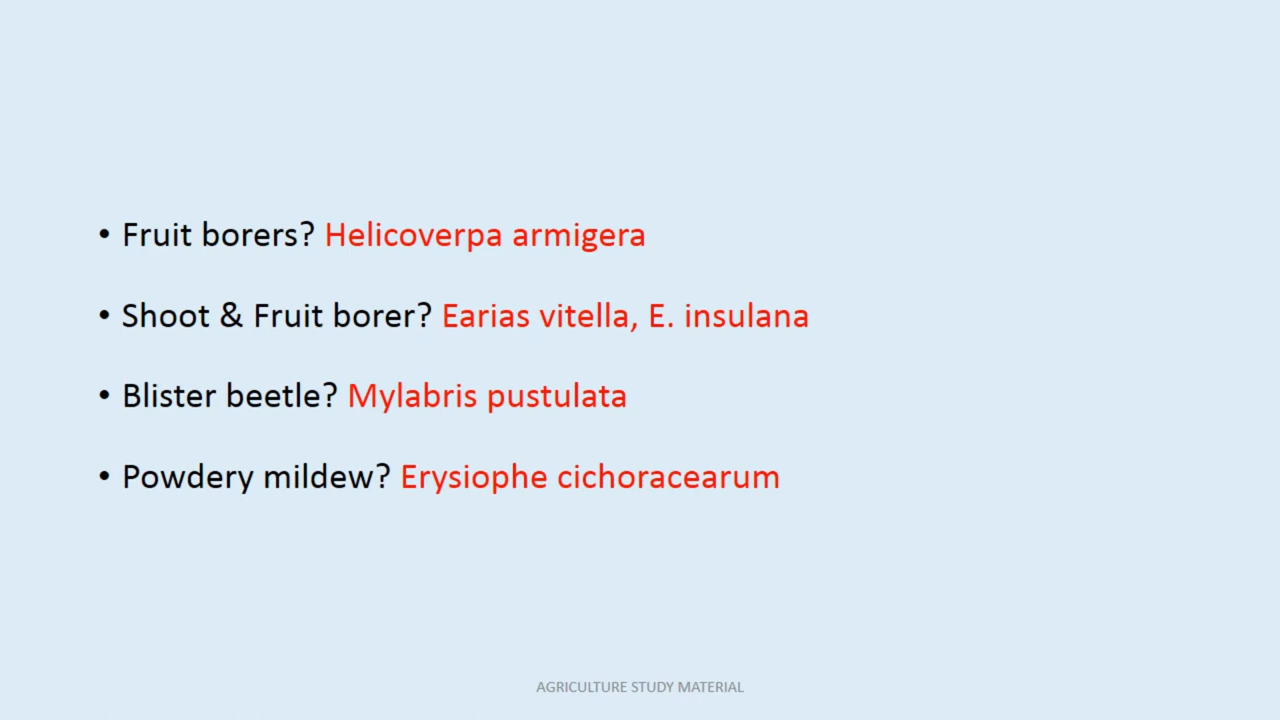 • Fruit borers? Helicoverpa armigera
• Shoot & Fruit borer? Earias vitella, E. insulana
• Blister beetle? Mylabris pustulata
• Powdery mildew? Erysiophe cichoracearum
AGRICULTURE STUDY MATERIAL